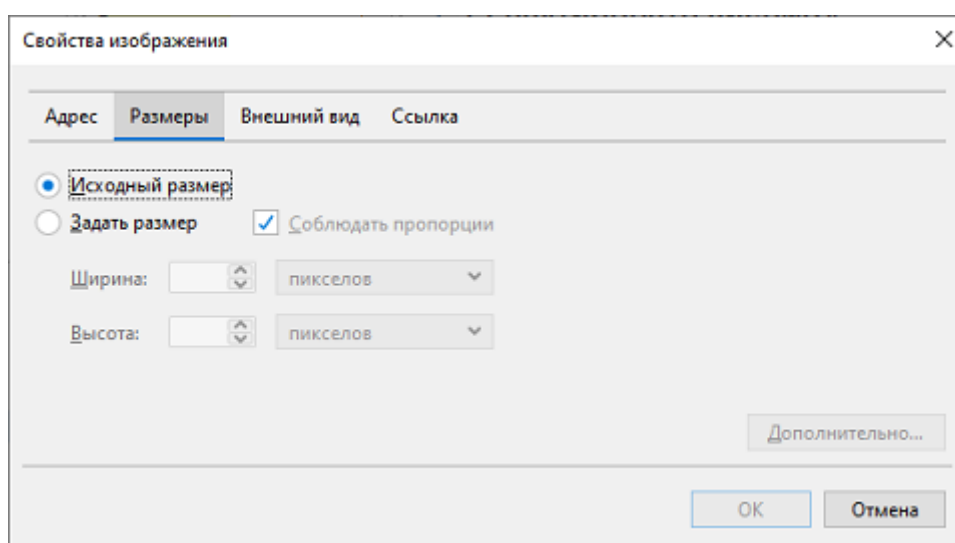 Свойства изображения
Адрес Размеры Внешний вид Ссылка
Исходный размер
Задать размер Соблюдать пропорции
Ширина: пикселов
Высота: пикселов
Дополнительно...
ОК Отмена